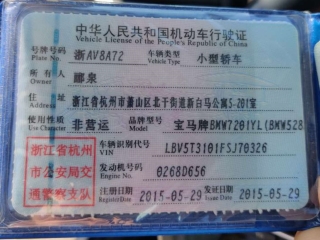 中华人民共和国机动车行驶证
Vehicle License of the People's Republic of China
号牌号码 Plate No. 浙AV8A72 车辆类型 Vehicle Type 小型轿车
所有人 Owner 郦泉
住址 浙江省杭州市萧山区北干街道新白马公寓5-201室
使用性质 Use Character 非营运 品牌型号 宝马牌BMW7201YL(BMW528
浙江省杭州市公安局交通警察支队
车辆识别代号 VIN LBV5T3101FSJ70326
发动机号码 Engine No. 0268D656
注册日期 Register Date 2015-05-29 发证日期 Issue Date 2015-05-29